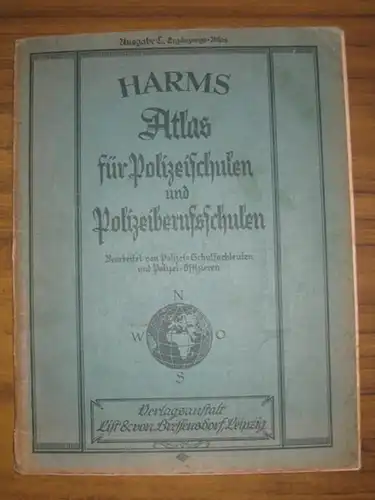 Ausgabe C. Ergänzungs-Atlas
HARMS
Atlas
für Polizeischulen
und
Polizeiberufsschulen
Bearbeitet von Polizei-Schulfachleuten
und Polizei-Offizieren
N
W O
S
Verlagsanstalt
List & von Bressensdorf, Leipzig